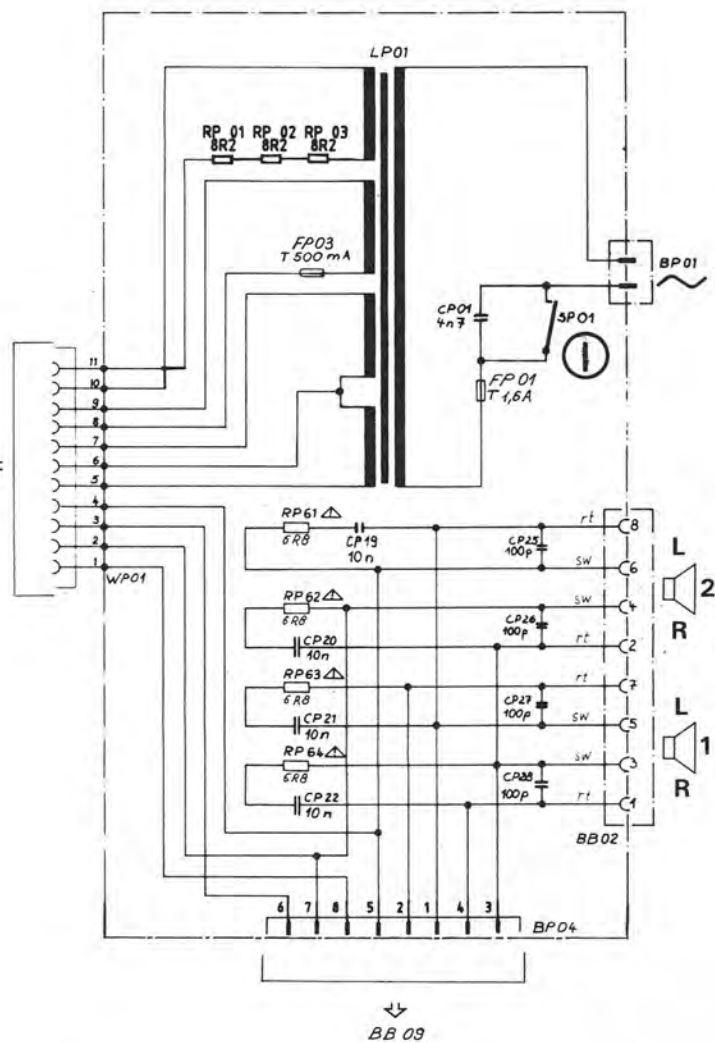 LP01
RP 01 RP 02 RP 03
8R2 8R2 8R2
FP03
T 500 mA
BP01
CP01
4n7
SP01
FP01
T 1,6A
11
10
9
8
7
6
5
4
3
2
1
WP01
RP61
6R8
CP19
10n
CP25
100p
rt
8
sw
6
L
2
R
RP62
6R8
CP20
10n
CP26
100p
sw
4
rt
2
RP63
6R8
CP21
10n
CP27
100p
rt
7
sw
5
L
1
R
RP64
6R8
CP22
10n
CP28
100p
sw
3
rt
1
BB02
6 7 8 5 2 1 4 3
BP04
BB 09